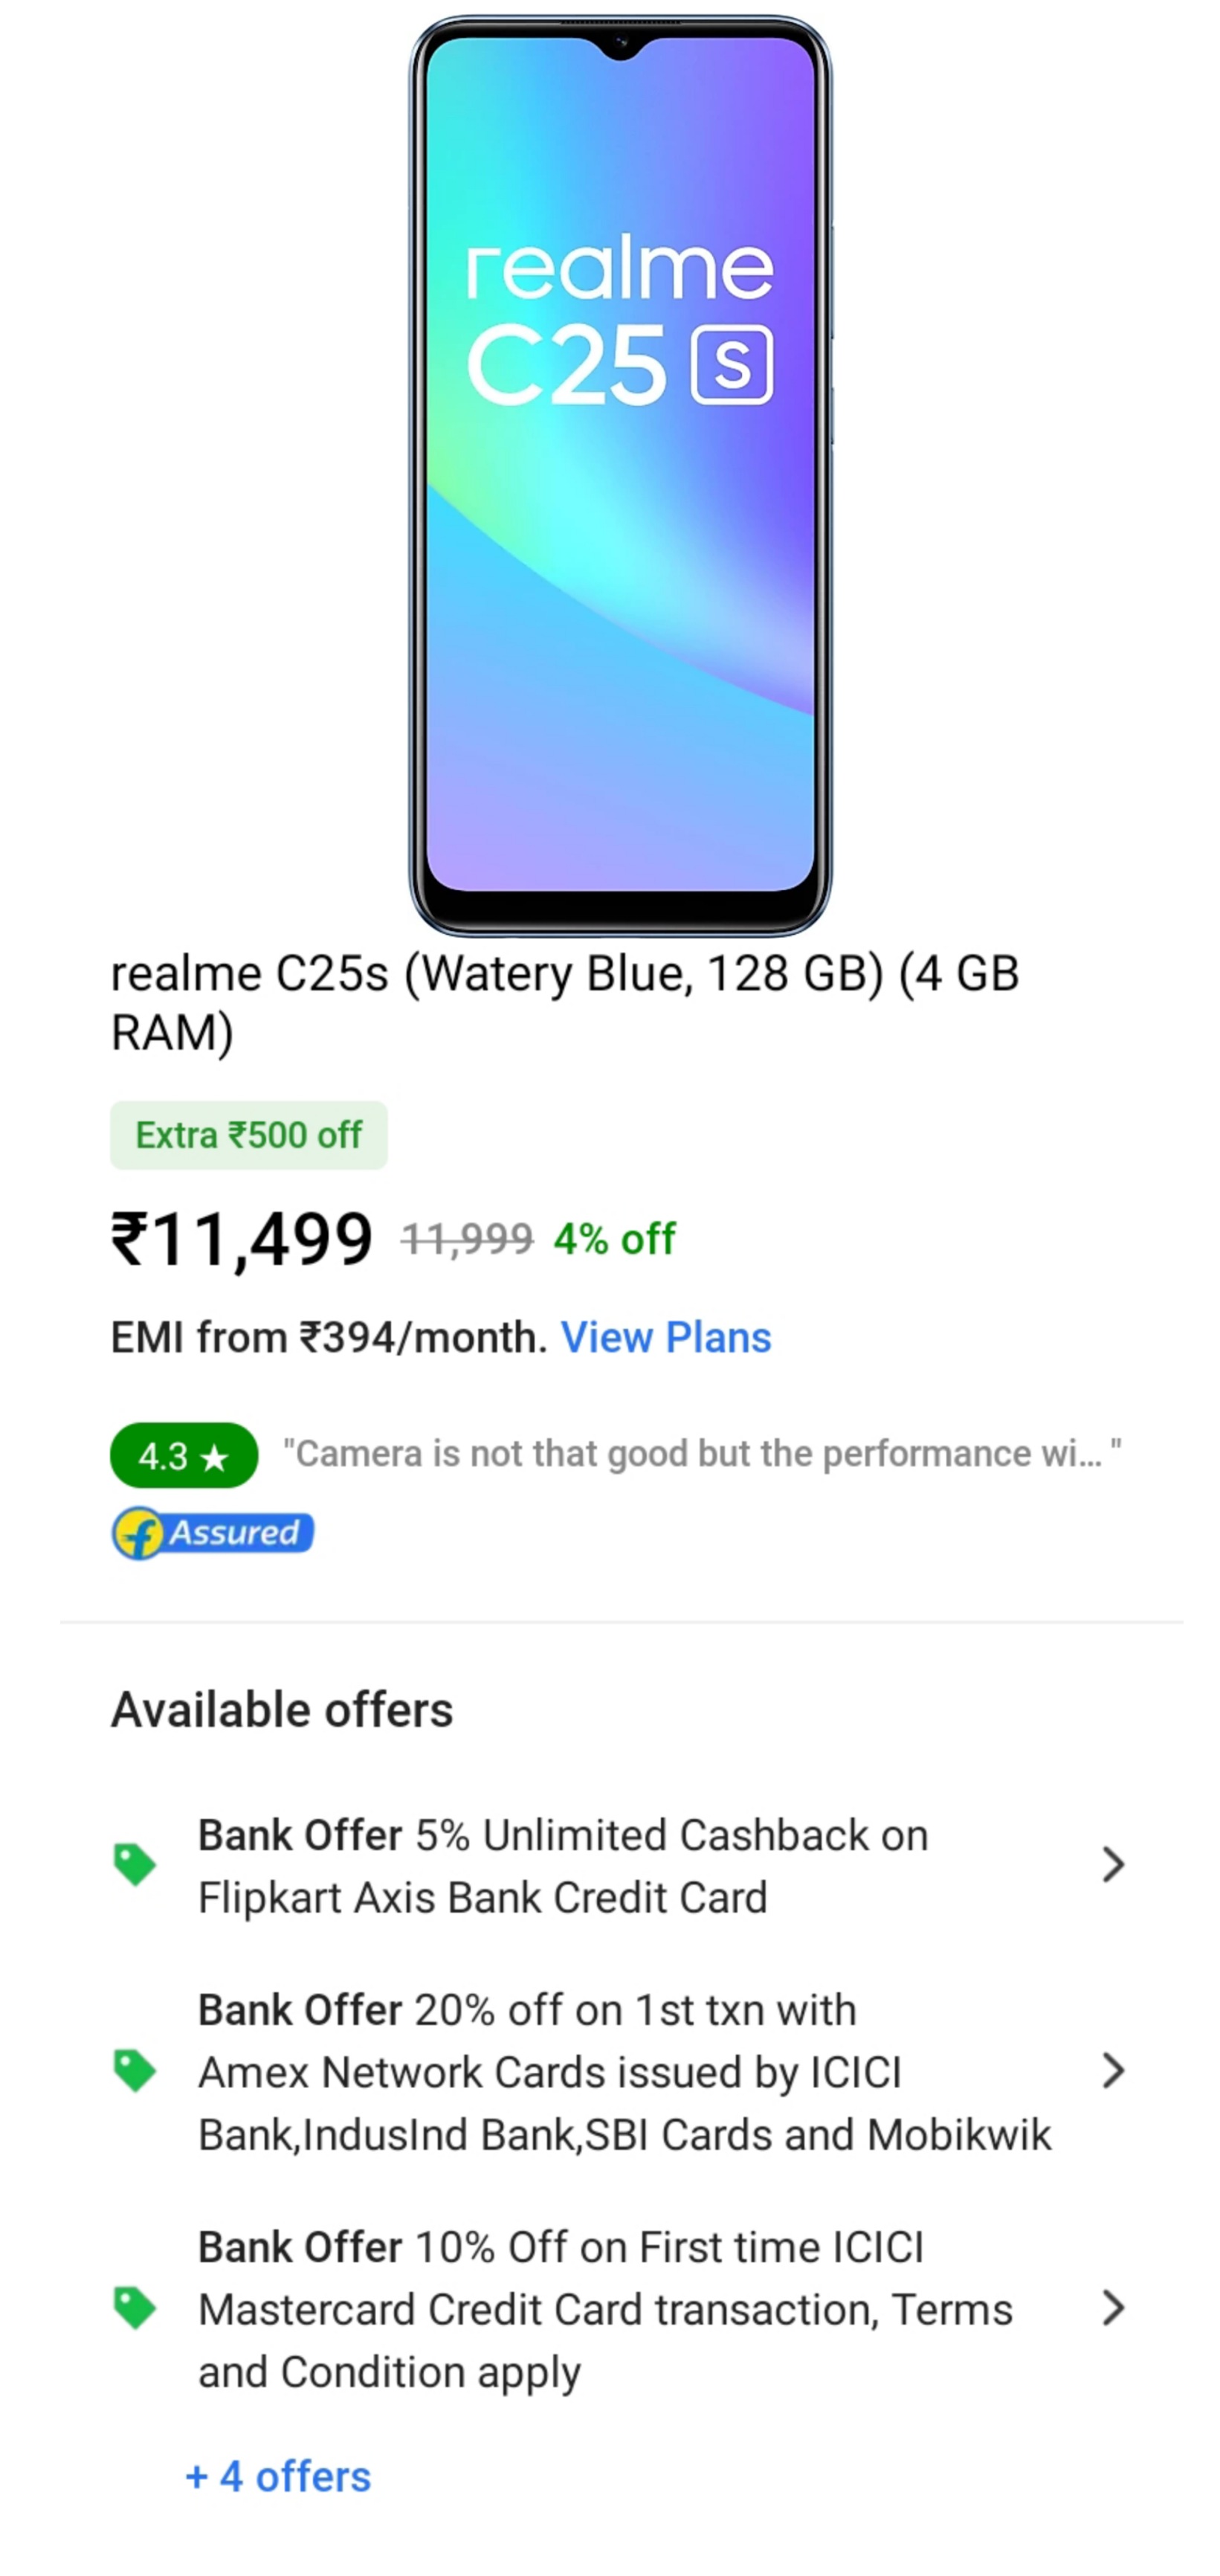 realme
C25 S
realme C25s (Watery Blue, 128 GB) (4 GB
RAM)
Extra ₹500 off
₹11,499 11,999 4% off
EMI from ₹394/month. View Plans
4.3 ★ "Camera is not that good but the performance wi..."
f Assured
Available offers
Bank Offer 5% Unlimited Cashback on
Flipkart Axis Bank Credit Card
Bank Offer 20% off on 1st txn with
Amex Network Cards issued by ICICI
Bank,IndusInd Bank,SBI Cards and Mobikwik
Bank Offer 10% Off on First time ICICI
Mastercard Credit Card transaction, Terms
and Condition apply
+ 4 offers